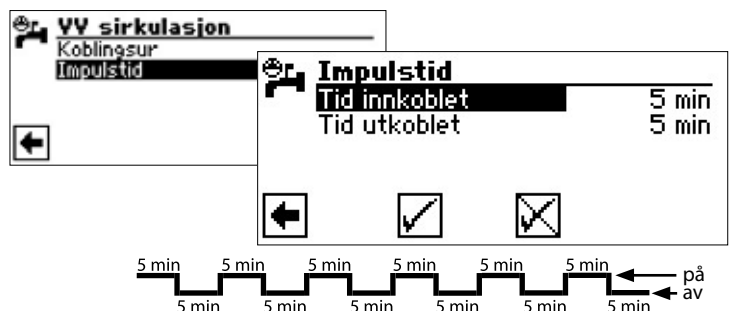 VV sirkulasjon
Koblingsur
Impulstid
Impulstid
Tid innkoblet 5 min
Tid utkoblet 5 min
5 min 5 min 5 min 5 min 5 min 5 min
på
av
5 min 5 min 5 min 5 min 5 min 5 min